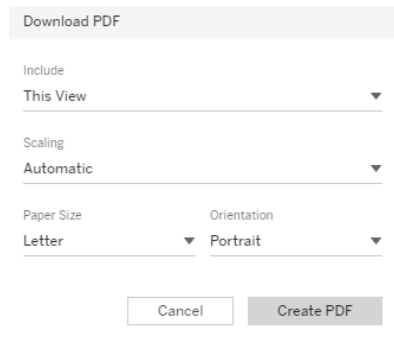 Download PDF
Include
This View
Scaling
Automatic
Paper Size Orientation
Letter Portrait
Cancel Create PDF